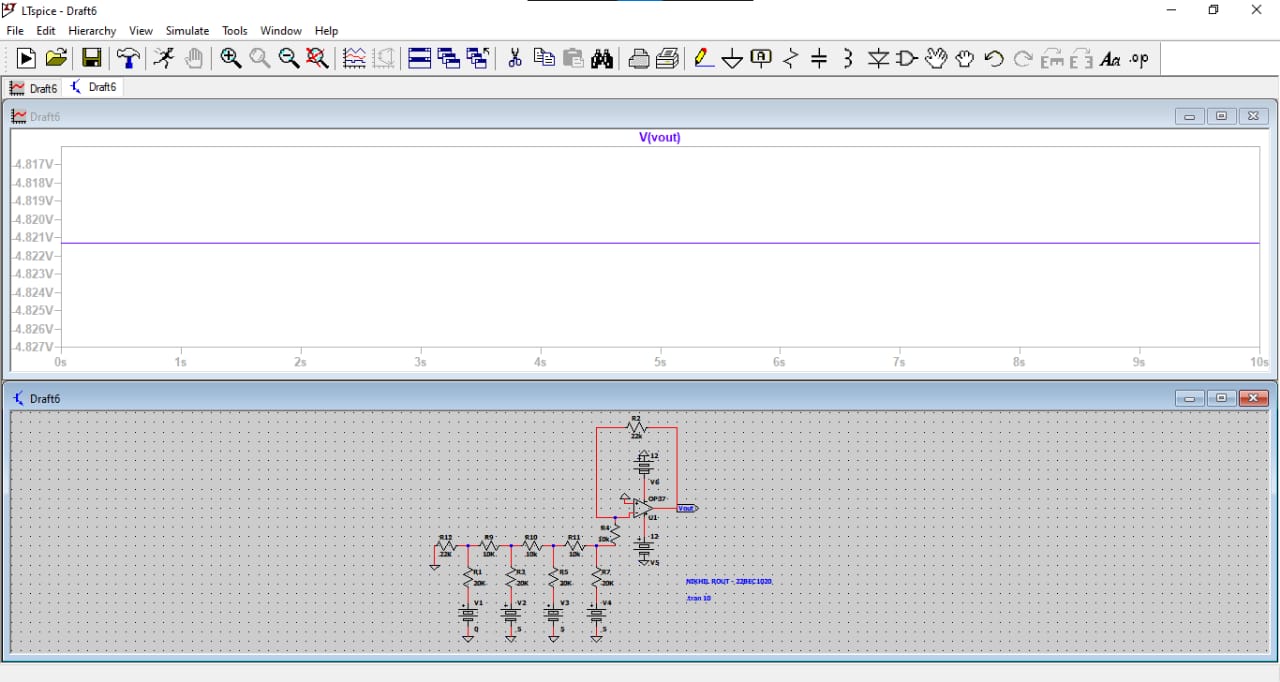 LTspice - Draft6
File Edit Hierarchy View Simulate Tools Window Help
A Aa .op
Draft6 Draft6
Draft6
V(vout)
-4.817V
-4.818V
-4.819V
-4.820V
-4.821V
-4.822V
-4.823V
-4.824V
-4.825V
-4.826V
-4.827V
0s 1s 2s 3s 4s 5s 6s 7s 8s 9s 10s
Draft6
R2
22k
12
V6
OP37
U1
Vout
R4
10k
12
V5
R12 R9 R10 R11
22K 10K 10k 10k
R1 R3 R5 R7
20K 20K 20K 20K
V1 V2 V3 V4
0 5 5 5
NIKHIL ROUT - 22BEC1020
.tran 10